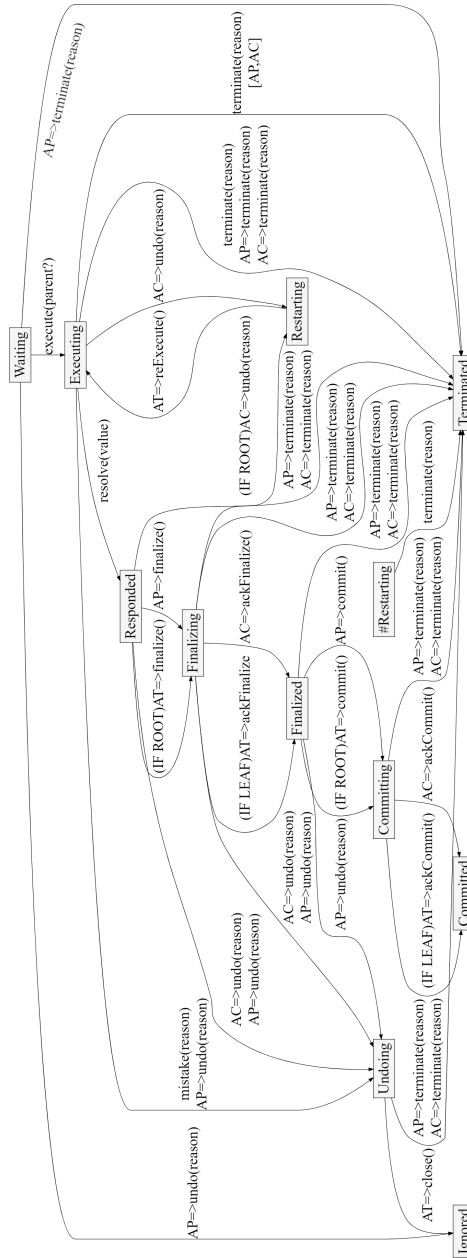 Waiting
AP=>terminate(reason)
execute(parent?)
Executing
AP=>undo(reason)
mistake(reason)
AP=>undo(reason)
resolve(value)
AT=>reExecute()
AC=>undo(reason)
terminate(reason)
[AP,AC]
Responded
AC=>undo(reason)
AP=>undo(reason)
(IF ROOT)AT=>finalize()
AP=>finalize()
(IF ROOT)AC=>undo(reason)
terminate(reason)
AP=>terminate(reason)
AC=>terminate(reason)
Finalizing
Restarting
AC=>undo(reason)
AP=>undo(reason)
(IF LEAF)AT=>ackFinalize
AC=>ackFinalize()
AP=>terminate(reason)
AC=>terminate(reason)
AP=>terminate(reason)
AC=>terminate(reason)
Finalized
AP=>undo(reason)
(IF ROOT)AT=>commit()
AP=>commit()
AP=>terminate(reason)
AC=>terminate(reason)
Undoing
Committing
#Restarting
AT=>close()
AP=>terminate(reason)
AC=>terminate(reason)
(IF LEAF)AT=>ackCommit()
AC=>ackCommit()
AP=>terminate(reason)
AC=>terminate(reason)
terminate(reason)
Ignored
Committed
Terminated